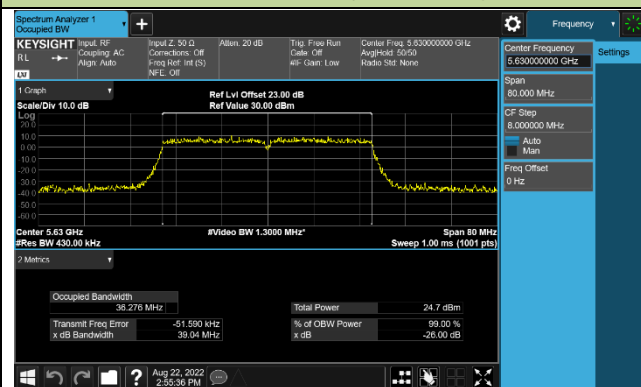 Spectrum Analyzer 1
Occupied BW
Frequency
KEYSIGHT
RL
LXI
Input: RF
Coupling: AC
Align: Auto
Input Z: 50 Ω
Corrections: Off
Freq Ref: Int (S)
NFE: Off
Atten: 20 dB
Trig: Free Run
Gate: Off
#IF Gain: Low
Center Freq: 5.630000000 GHz
Avg|Hold: 50/50
Radio Std: None
Center Frequency
5.630000000 GHz
Settings
Span
80.000 MHz
CF Step
8.000000 MHz
Auto
Man
Freq Offset
0 Hz
1 Graph
Scale/Div 10.0 dB
Ref Lvl Offset 23.00 dB
Ref Value 30.00 dBm
Log
20.0
10.0
0.00
-10.0
-20.0
-30.0
-40.0
-50.0
-60.0
Center 5.63 GHz
#Res BW 430.00 kHz
#Video BW 1.3000 MHz*
Span 80 MHz
Sweep 1.00 ms (1001 pts)
2 Metrics
Occupied Bandwidth
36.276 MHz
Total Power 24.7 dBm
Transmit Freq Error -51.590 kHz
% of OBW Power 99.00 %
x dB Bandwidth 39.04 MHz
x dB -26.00 dB
?
Aug 22, 2022
2:55:36 PM